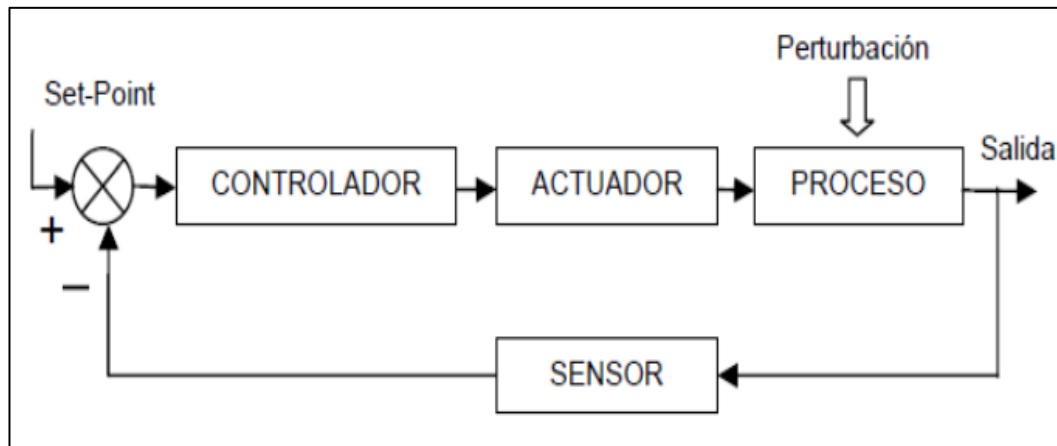 Perturbación
Set-Point
Salida
CONTROLADOR
ACTUADOR
PROCESO
+
−
SENSOR